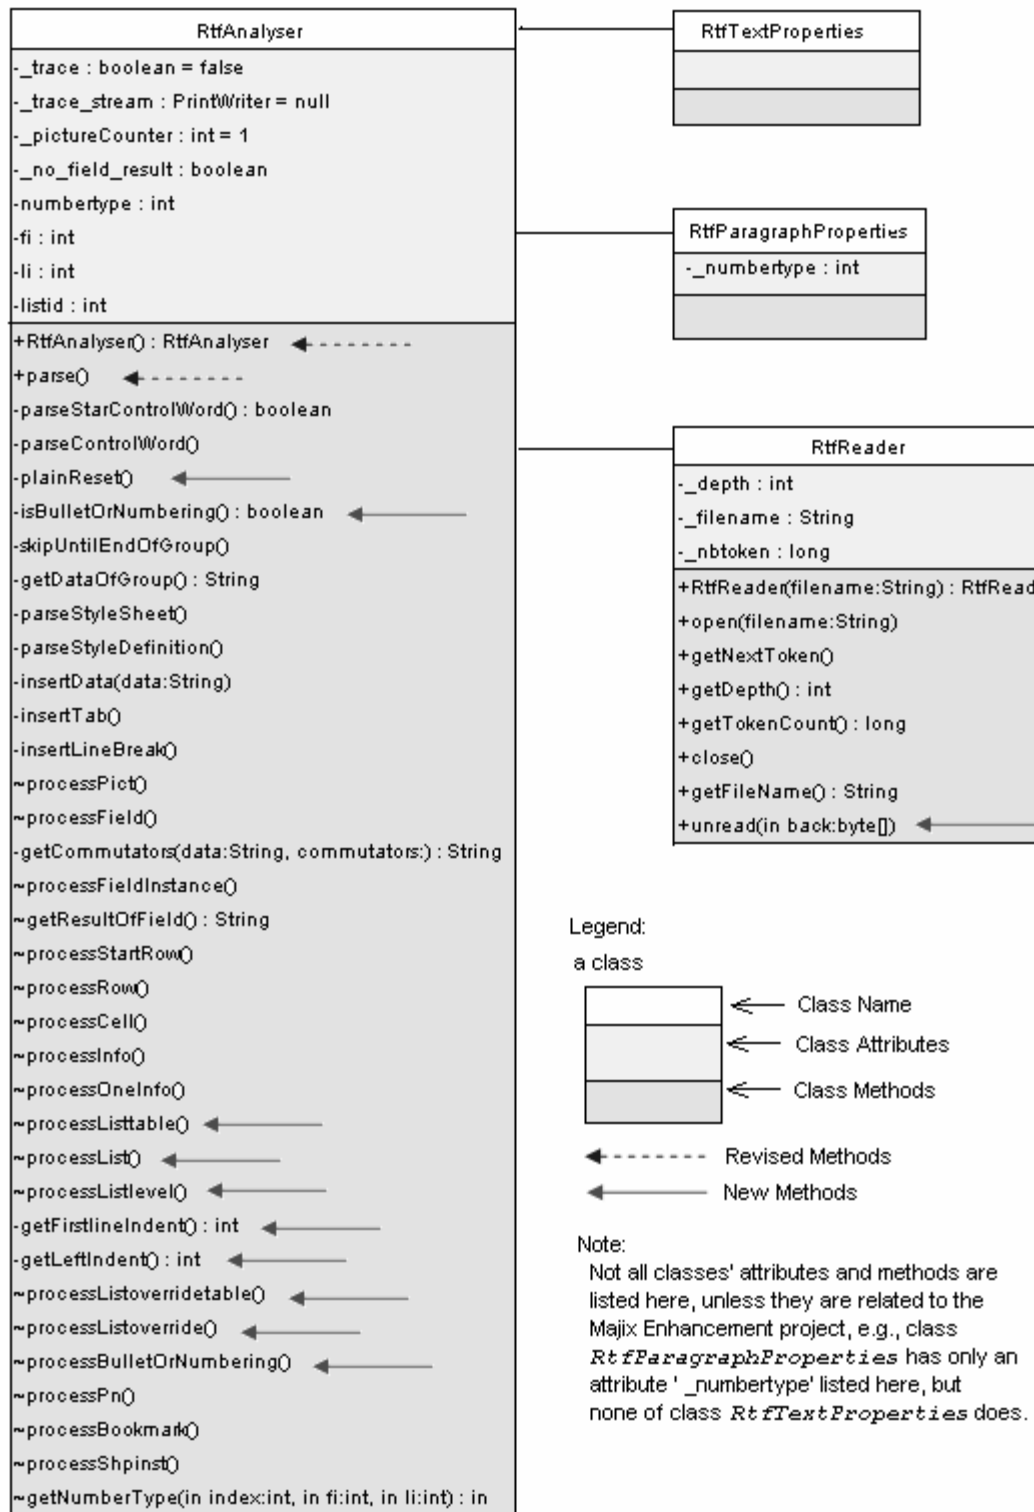 RtfAnalyser
-_trace : boolean = false
-_trace_stream : PrintWriter = null
-_pictureCounter : int = 1
-_no_field_result : boolean
-numbertype : int
-fi : int
-li : int
-listid : int
+RtfAnalyser() : RtfAnalyser
+parse()
-parseStarControlWord() : boolean
-parseControlWord()
-plainReset()
-isBulletOrNumbering() : boolean
-skipUntilEndOfGroup()
-getDataOfGroup() : String
-parseStyleSheet()
-parseStyleDefinition()
-insertData(data:String)
-insertTab()
-insertLineBreak()
~processPict()
~processField()
-getCommutators(data:String, commutators:) : String
~processFieldInstance()
~getResultOfField() : String
~processStartRow()
~processRow()
~processCell()
~processInfo()
~processOneInfo()
~processListtable()
~processList()
~processListlevel()
-getFirstlineIndent() : int
-getLeftIndent() : int
~processListoverridetable()
~processListoverride()
~processBulletOrNumbering()
~processPn()
~processBookmark()
~processShpinst()
~getNumberType(in index:int, in fi:int, in li:int) : in
RtfTextProperties
RtfParagraphProperties
-_numbertype : int
RtfReader
-_depth : int
-_filename : String
-_nbtoken : long
+RtfReader(filename:String) : RtfRead
+open(filename:String)
+getNextToken()
+getDepth() : int
+getTokenCount() : long
+close()
+getFileName() : String
+unread(in back:byte[])
Legend:
a class
Class Name
Class Attributes
Class Methods
Revised Methods
New Methods
Note:
Not all classes' attributes and methods are
listed here, unless they are related to the
Majix Enhancement project, e.g., class
RtfParagraphProperties has only an
attribute '_numbertype' listed here, but
none of class RtfTextProperties does.